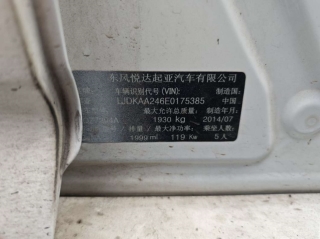 东风悦达起亚汽车有限公司
车辆识别代号(VIN): 制造国:
LJDKAA246E0175385 中国
最大允许总质量: 制造年月:
1930 kg 2014/07
排量 / 最大净功率: 乘坐人数:
1999 ml 119 Kw 5人